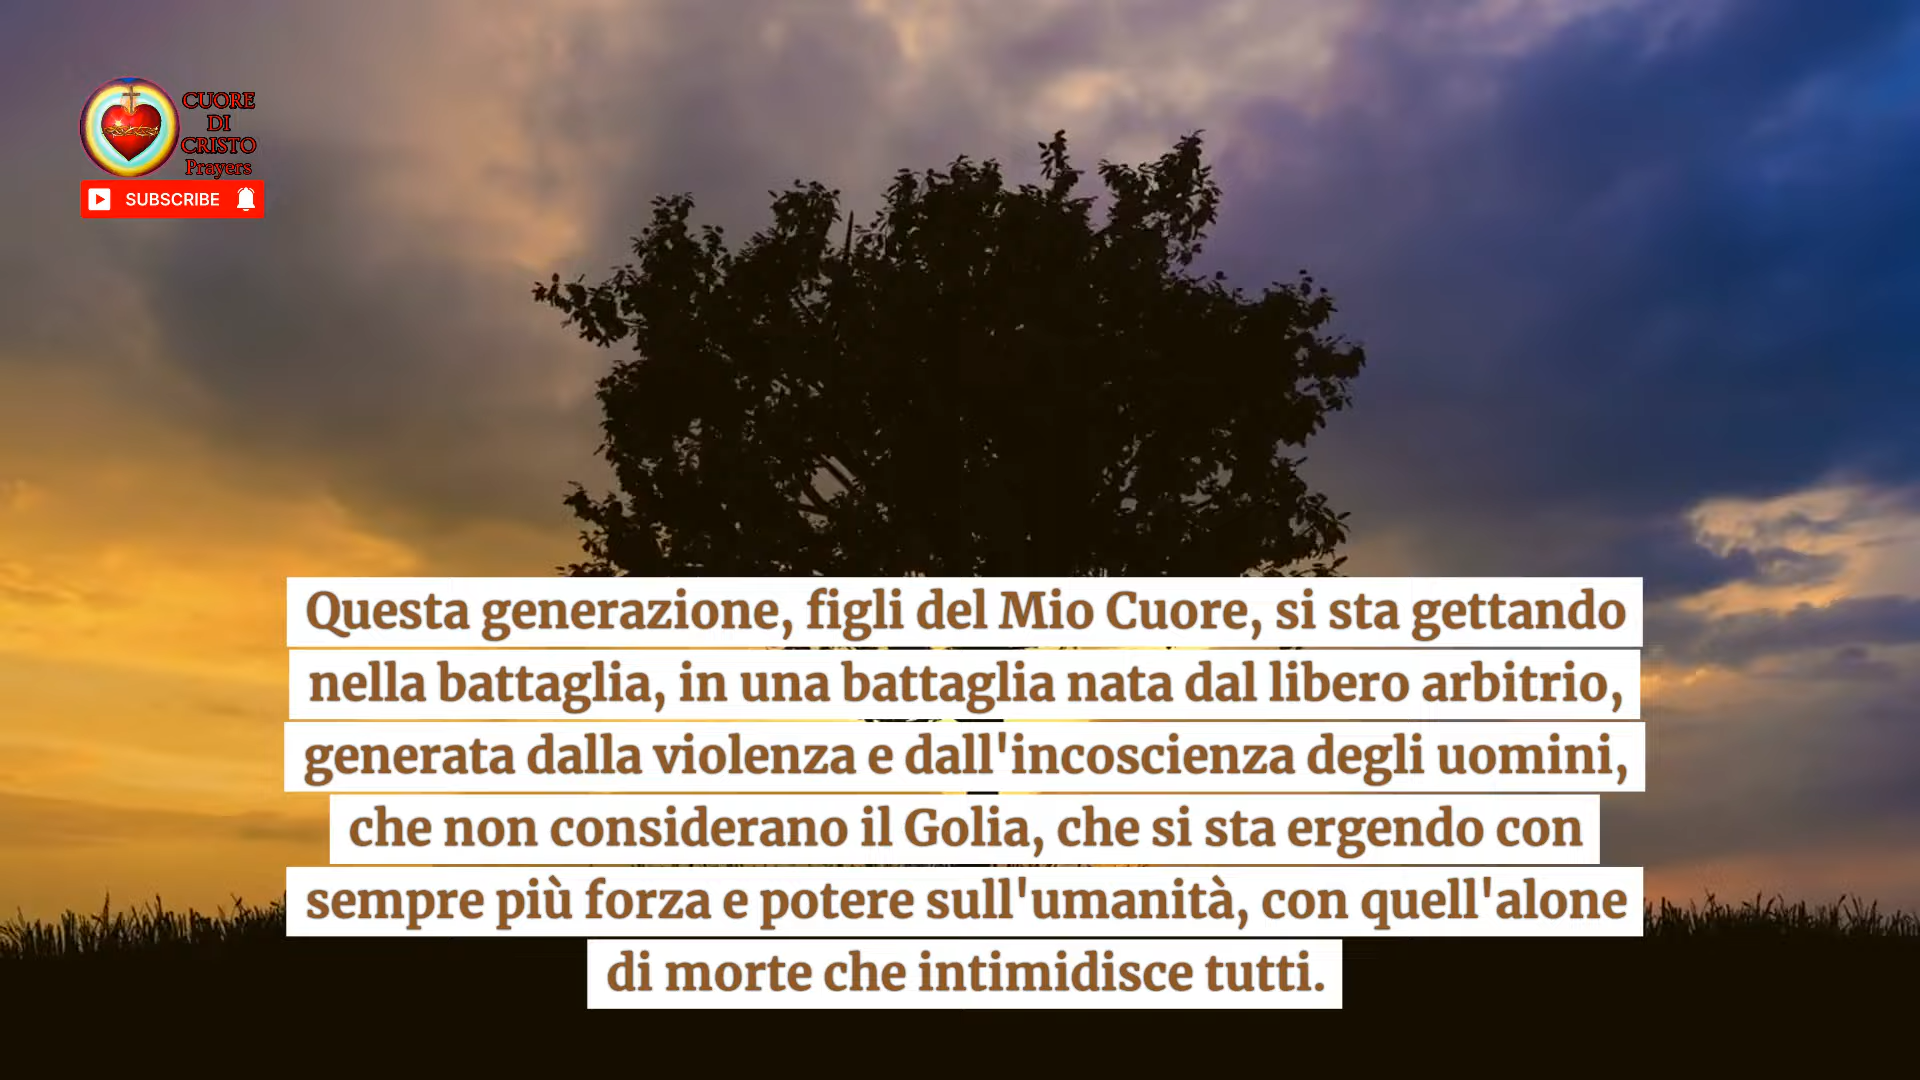 CUORE
DI
CRISTO
Prayers
SUBSCRIBE
Questa generazione, figli del Mio Cuore, si sta gettando
nella battaglia, in una battaglia nata dal libero arbitrio,
generata dalla violenza e dall'incoscienza degli uomini,
che non considerano il Golia, che si sta ergendo con
sempre più forza e potere sull'umanità, con quell'alone
di morte che intimidisce tutti.